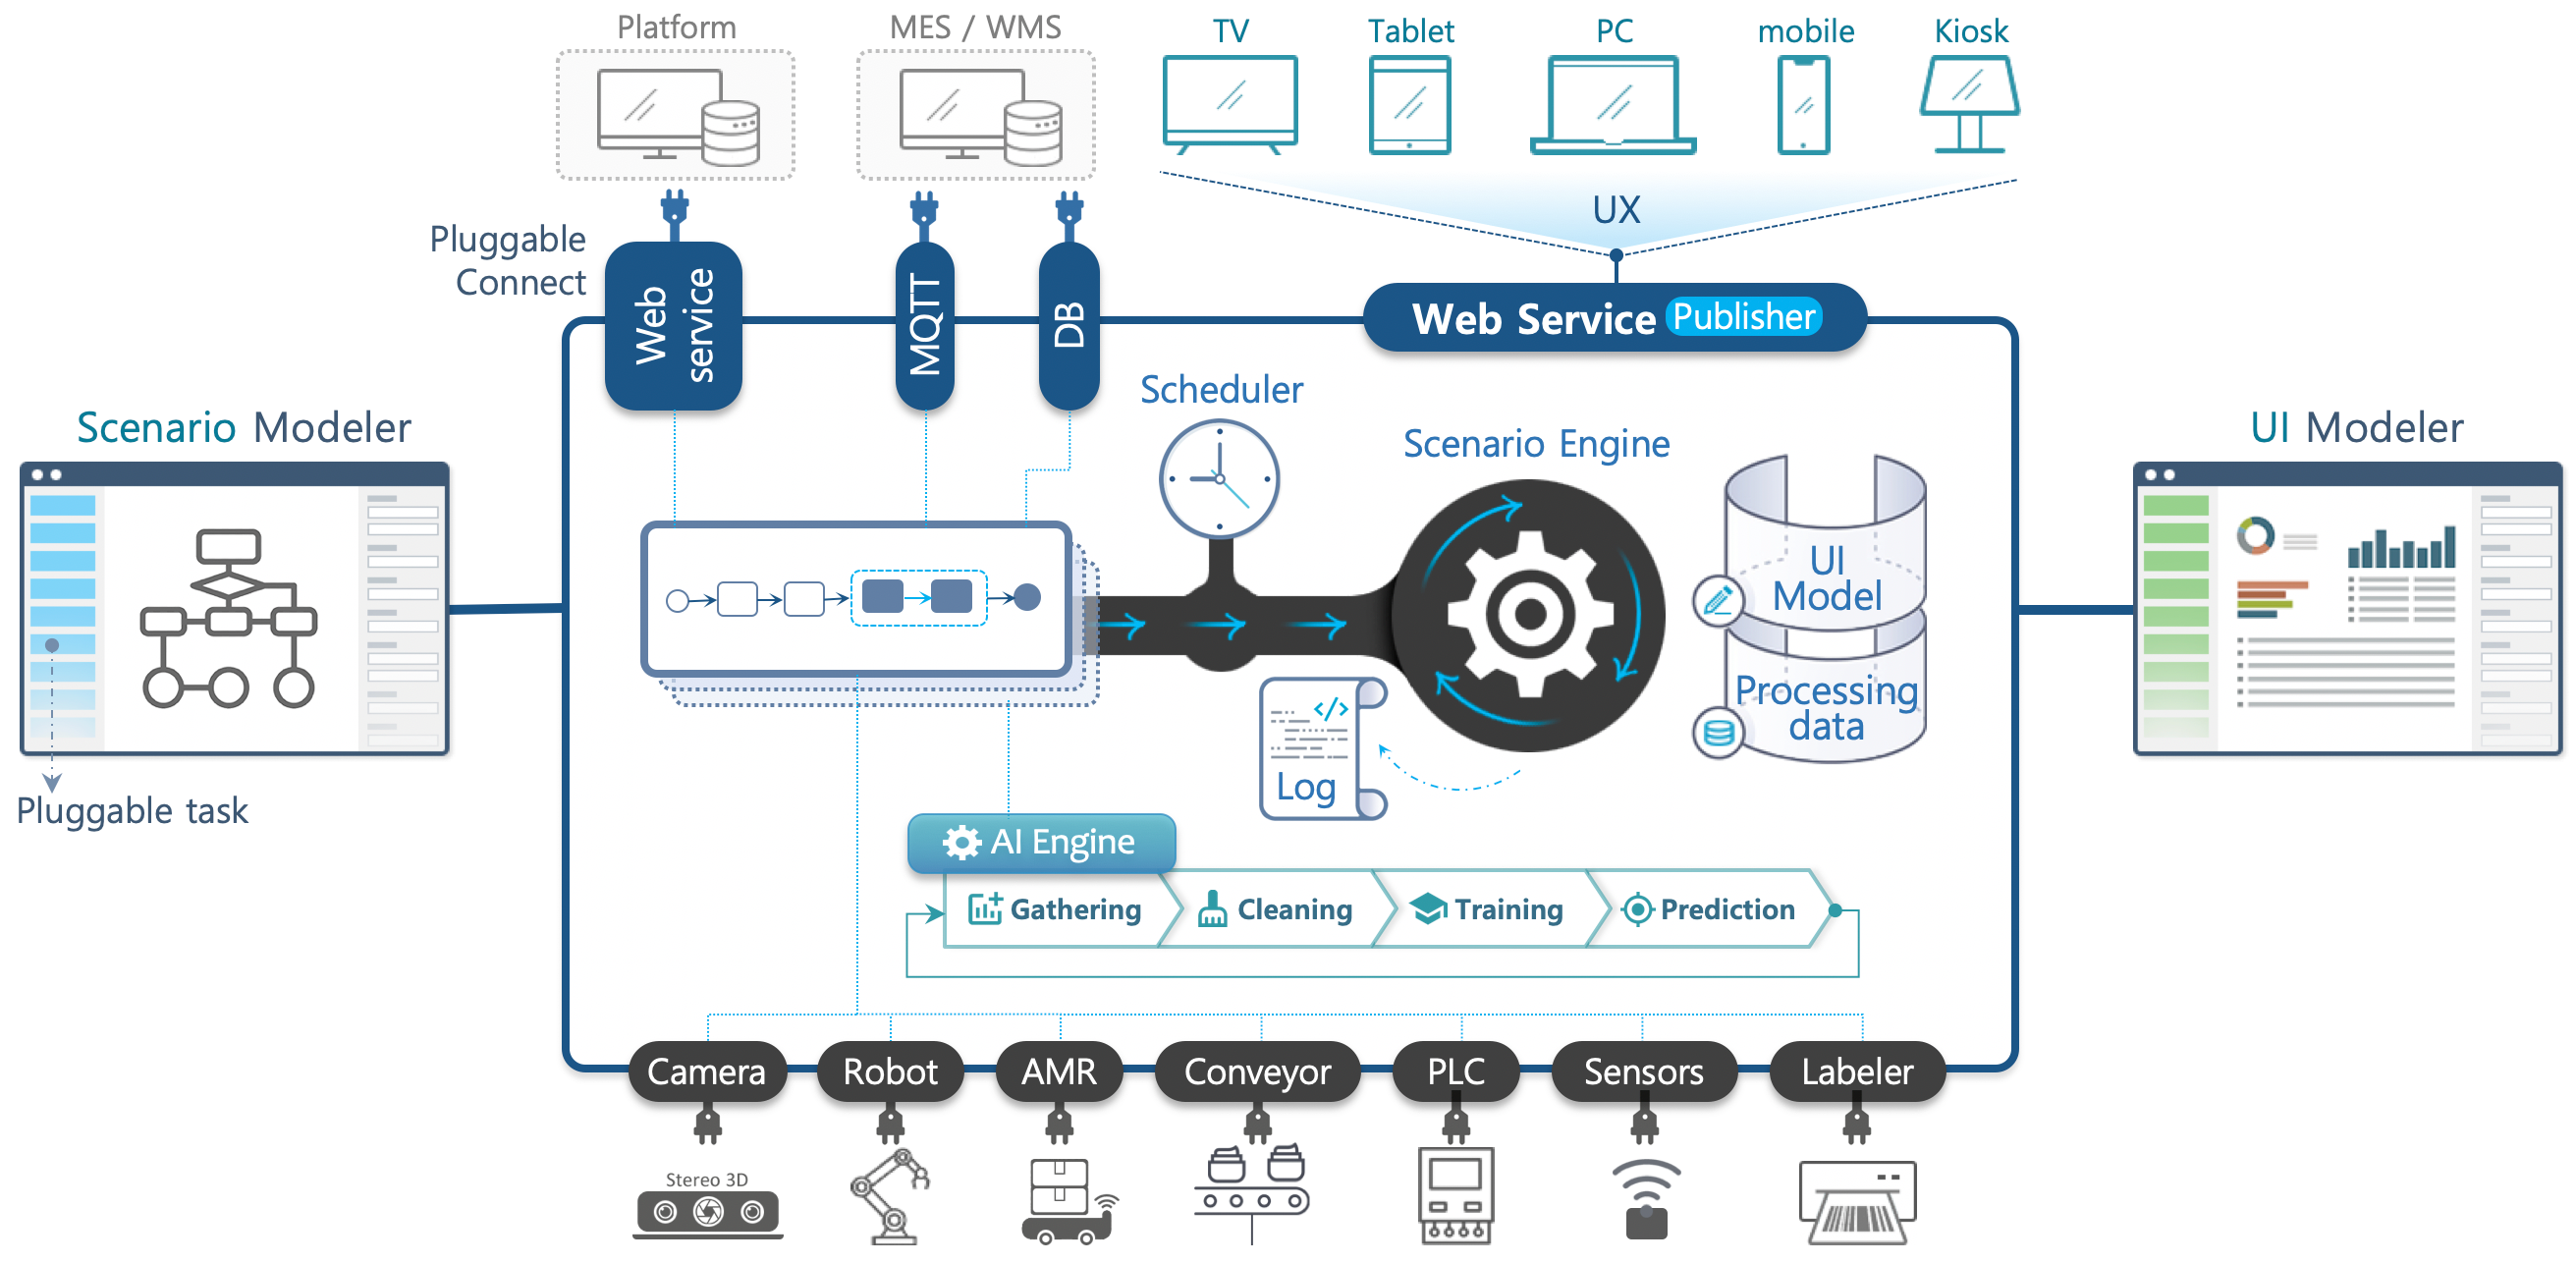 Platform
MES / WMS
TV
Tablet
PC
mobile
Kiosk
UX
Pluggable
Connect
Web
service
MQTT
DB
Web Service Publisher
Scenario Modeler
Scheduler
Scenario Engine
UI Modeler
UI
Model
Processing
data
</>
Log
Pluggable task
AI Engine
Gathering
Cleaning
Training
Prediction
Camera
Robot
AMR
Conveyor
PLC
Sensors
Labeler
Stereo 3D